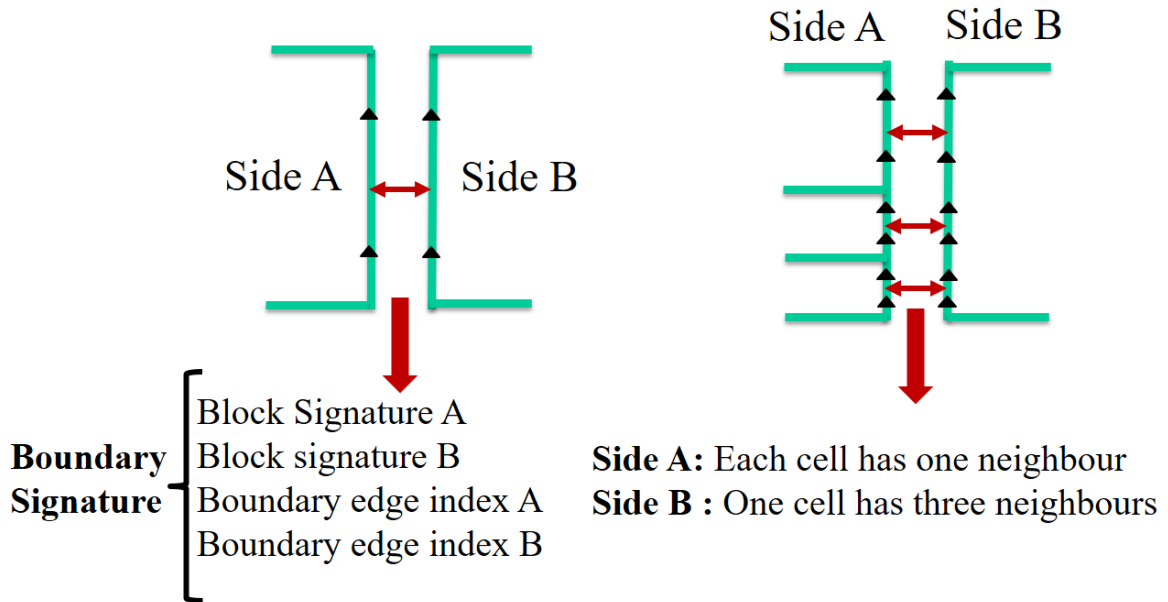 Side A
Side B
Side A
Side B
Boundary
Signature
Block Signature A
Block signature B
Boundary edge index A
Boundary edge index B
Side A: Each cell has one neighbour
Side B : One cell has three neighbours